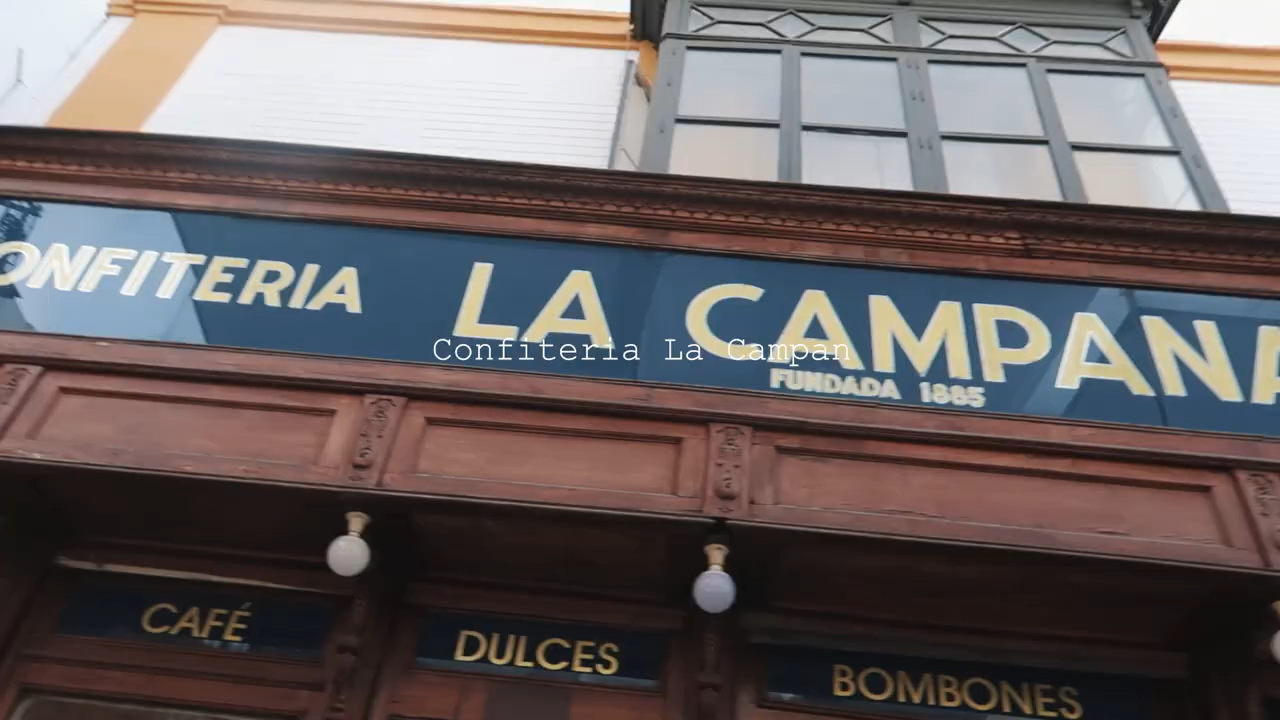 ONFITERIA LA CAMPANA
Confiteria La Campan
FUNDADA 1885
CAFÉ DULCES BOMBONES